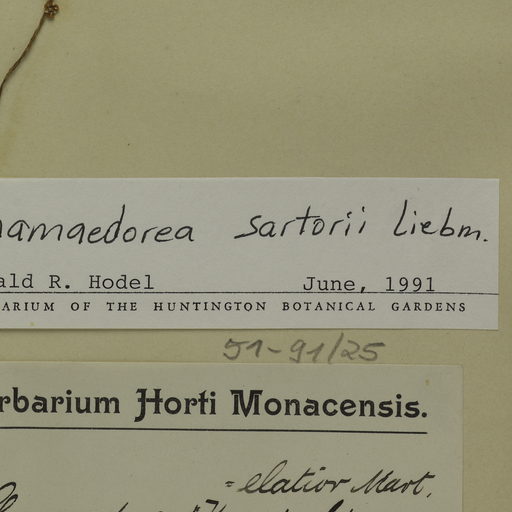 amaedorea sartorii Liebm.
ald R. Hodel June, 1991
ARIUM OF THE HUNTINGTON BOTANICAL GARDENS
51-91/25
rbarium Horti Monacensis.
= elatior Mart.